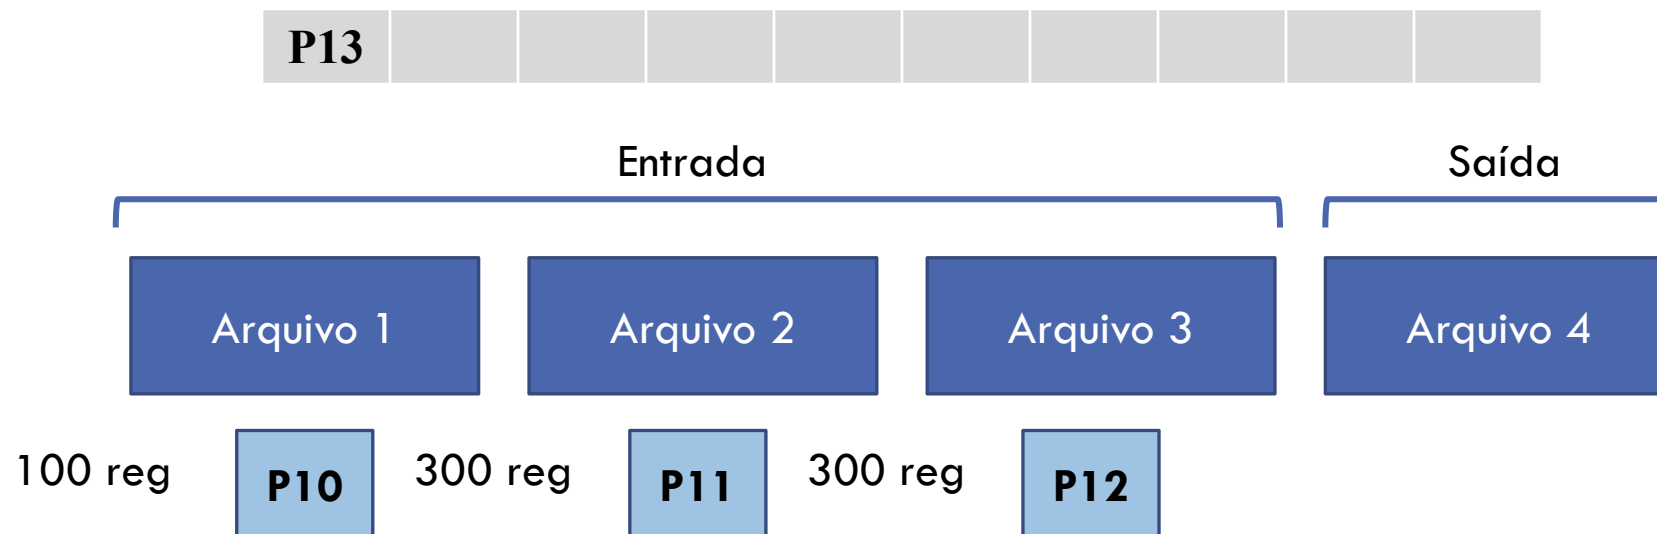 P13
Entrada Saída
Arquivo 1 Arquivo 2 Arquivo 3 Arquivo 4
100 reg P10 300 reg P11 300 reg P12